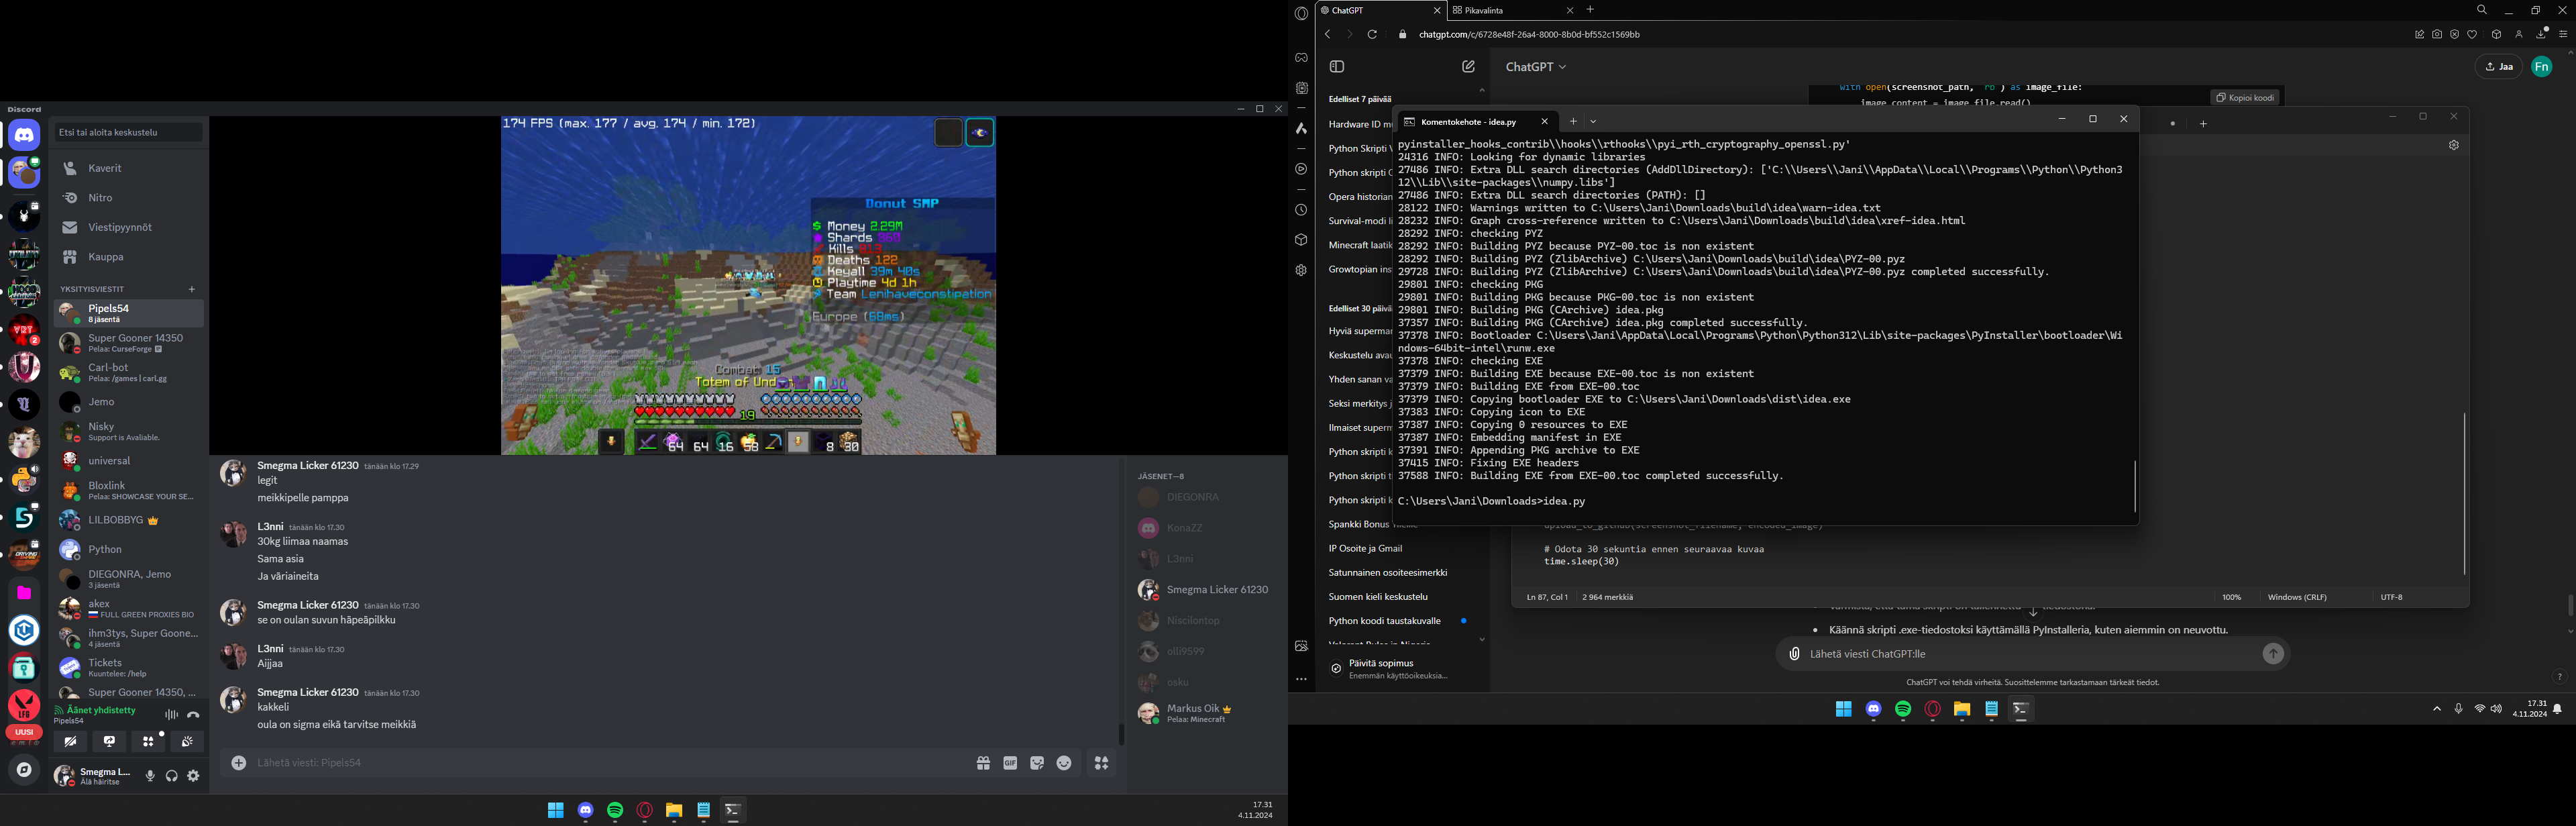 Discord
Etsi tai aloita keskustelu
Kaverit
Nitro
Viestipyynnöt
Kauppa
YKSITYISVIESTIT
Pipels54
8 jäsentä
Super Gooner 14350
Pelaa: CurseForge
Carl-bot
Pelaa: /games | carl.gg
Jemo
Nisky
Support is Avaliable.
universal
Bloxlink
Pelaa: SHOWCASE YOUR SE...
LILBOBBYG
Python
DIEGONRA, Jemo
3 jäsentä
akex
FULL GREEN PROXIES BIO
ihm3tys, Super Goone...
4 jäsentä
Tickets
Kuuntelee: /help
Super Gooner 14350, ...
Äänet yhdistetty
Pipels54
UUSI
Smegma L...
Älä häiritse
174 FPS (max. 177 / avg. 174 / min. 172)
Donut SMP
Money 2.29M
Shards 960
Kills 813
Deaths 122
Keyall 39m 40s
Playtime 4d 1h
Team Lenihaveconstipation
Europe (68ms)
Combat 15
19
64
64
16
58
8
30
Smegma Licker 61230 tänään klo 17.29
legit
meikkipelle pamppa
L3nni tänään klo 17.30
30kg liimaa naamas
Sama asia
Ja väriaineita
Smegma Licker 61230 tänään klo 17.30
se on oulan suvun häpeäpilkku
L3nni tänään klo 17.30
Aijjaa
Smegma Licker 61230 tänään klo 17.30
kakkeli
oula on sigma eikä tarvitse meikkiä
Lähetä viesti: Pipels54
GIF
JÄSENET—8
DIEGONRA
KonaZZ
L3nni
Smegma Licker 61230
Niscilontop
olli9599
osku
Markus Oik
Pelaa: Minecraft
17.31
4.11.2024
ChatGPT
Pikavalinta
chatgpt.com/c/6728e48f-26a4-8000-8b0d-bf552c1569bb
ChatGPT
Jaa
Fn
Edelliset 7 päivää
Hardware ID mu
Python Skripti V
Python skripti C
Opera historian
Survival-modi li
Minecraft laatik
Growtopian ins
Edelliset 30 päivä
Hyviä superman
Keskustelu avau
Yhden sanan va
Seksi merkitys j
Ilmaiset superm
Python skripti k
Python skripti t
Python skripti k
Spankki Bonus
IP Osoite ja Gmail
Satunnainen osoiteesimerkki
Suomen kieli keskustelu
Python koodi taustakuvalle
Päivitä sopimus
Enemmän käyttöoikeuksia...
with open(screenshot_path, "rb") as image_file:
image_content = image_file.read()
Kopioi koodi
Komentokehote - idea.py
pyinstaller_hooks_contrib\\hooks\\rthooks\\pyi_rth_cryptography_openssl.py'
24316 INFO: Looking for dynamic libraries
27486 INFO: Extra DLL search directories (AddDllDirectory): ['C:\\Users\\Jani\\AppData\\Local\\Programs\\Python\\Python3
12\\Lib\\site-packages\\numpy.libs']
27486 INFO: Extra DLL search directories (PATH): []
28122 INFO: Warnings written to C:\Users\Jani\Downloads\build\idea\warn-idea.txt
28232 INFO: Graph cross-reference written to C:\Users\Jani\Downloads\build\idea\xref-idea.html
28292 INFO: checking PYZ
28292 INFO: Building PYZ because PYZ-00.toc is non existent
28292 INFO: Building PYZ (ZlibArchive) C:\Users\Jani\Downloads\build\idea\PYZ-00.pyz
29728 INFO: Building PYZ (ZlibArchive) C:\Users\Jani\Downloads\build\idea\PYZ-00.pyz completed successfully.
29801 INFO: checking PKG
29801 INFO: Building PKG because PKG-00.toc is non existent
29801 INFO: Building PKG (CArchive) idea.pkg
37357 INFO: Building PKG (CArchive) idea.pkg completed successfully.
37378 INFO: Bootloader C:\Users\Jani\AppData\Local\Programs\Python\Python312\Lib\site-packages\PyInstaller\bootloader\Wi
ndows-64bit-intel\runw.exe
37378 INFO: checking EXE
37379 INFO: Building EXE because EXE-00.toc is non existent
37379 INFO: Building EXE from EXE-00.toc
37379 INFO: Copying bootloader EXE to C:\Users\Jani\Downloads\dist\idea.exe
37383 INFO: Copying icon to EXE
37387 INFO: Copying 0 resources to EXE
37387 INFO: Embedding manifest in EXE
37391 INFO: Appending PKG archive to EXE
37415 INFO: Fixing EXE headers
37588 INFO: Building EXE from EXE-00.toc completed successfully.
C:\Users\Jani\Downloads>idea.py
upload_to_github(screenshot_filename, encoded_image)
# Odota 30 sekuntia ennen seuraavaa kuvaa
time.sleep(30)
Ln 87, Col 1
2 964 merkkiä
100%
Windows (CRLF)
UTF-8
Käännä skripti .exe-tiedostoksi käyttämällä PyInstalleria, kuten aiemmin on neuvottu.
Lähetä viesti ChatGPT:lle
ChatGPT voi tehdä virheitä. Suosittelemme tarkastamaan tärkeät tiedot.
17.31
4.11.2024